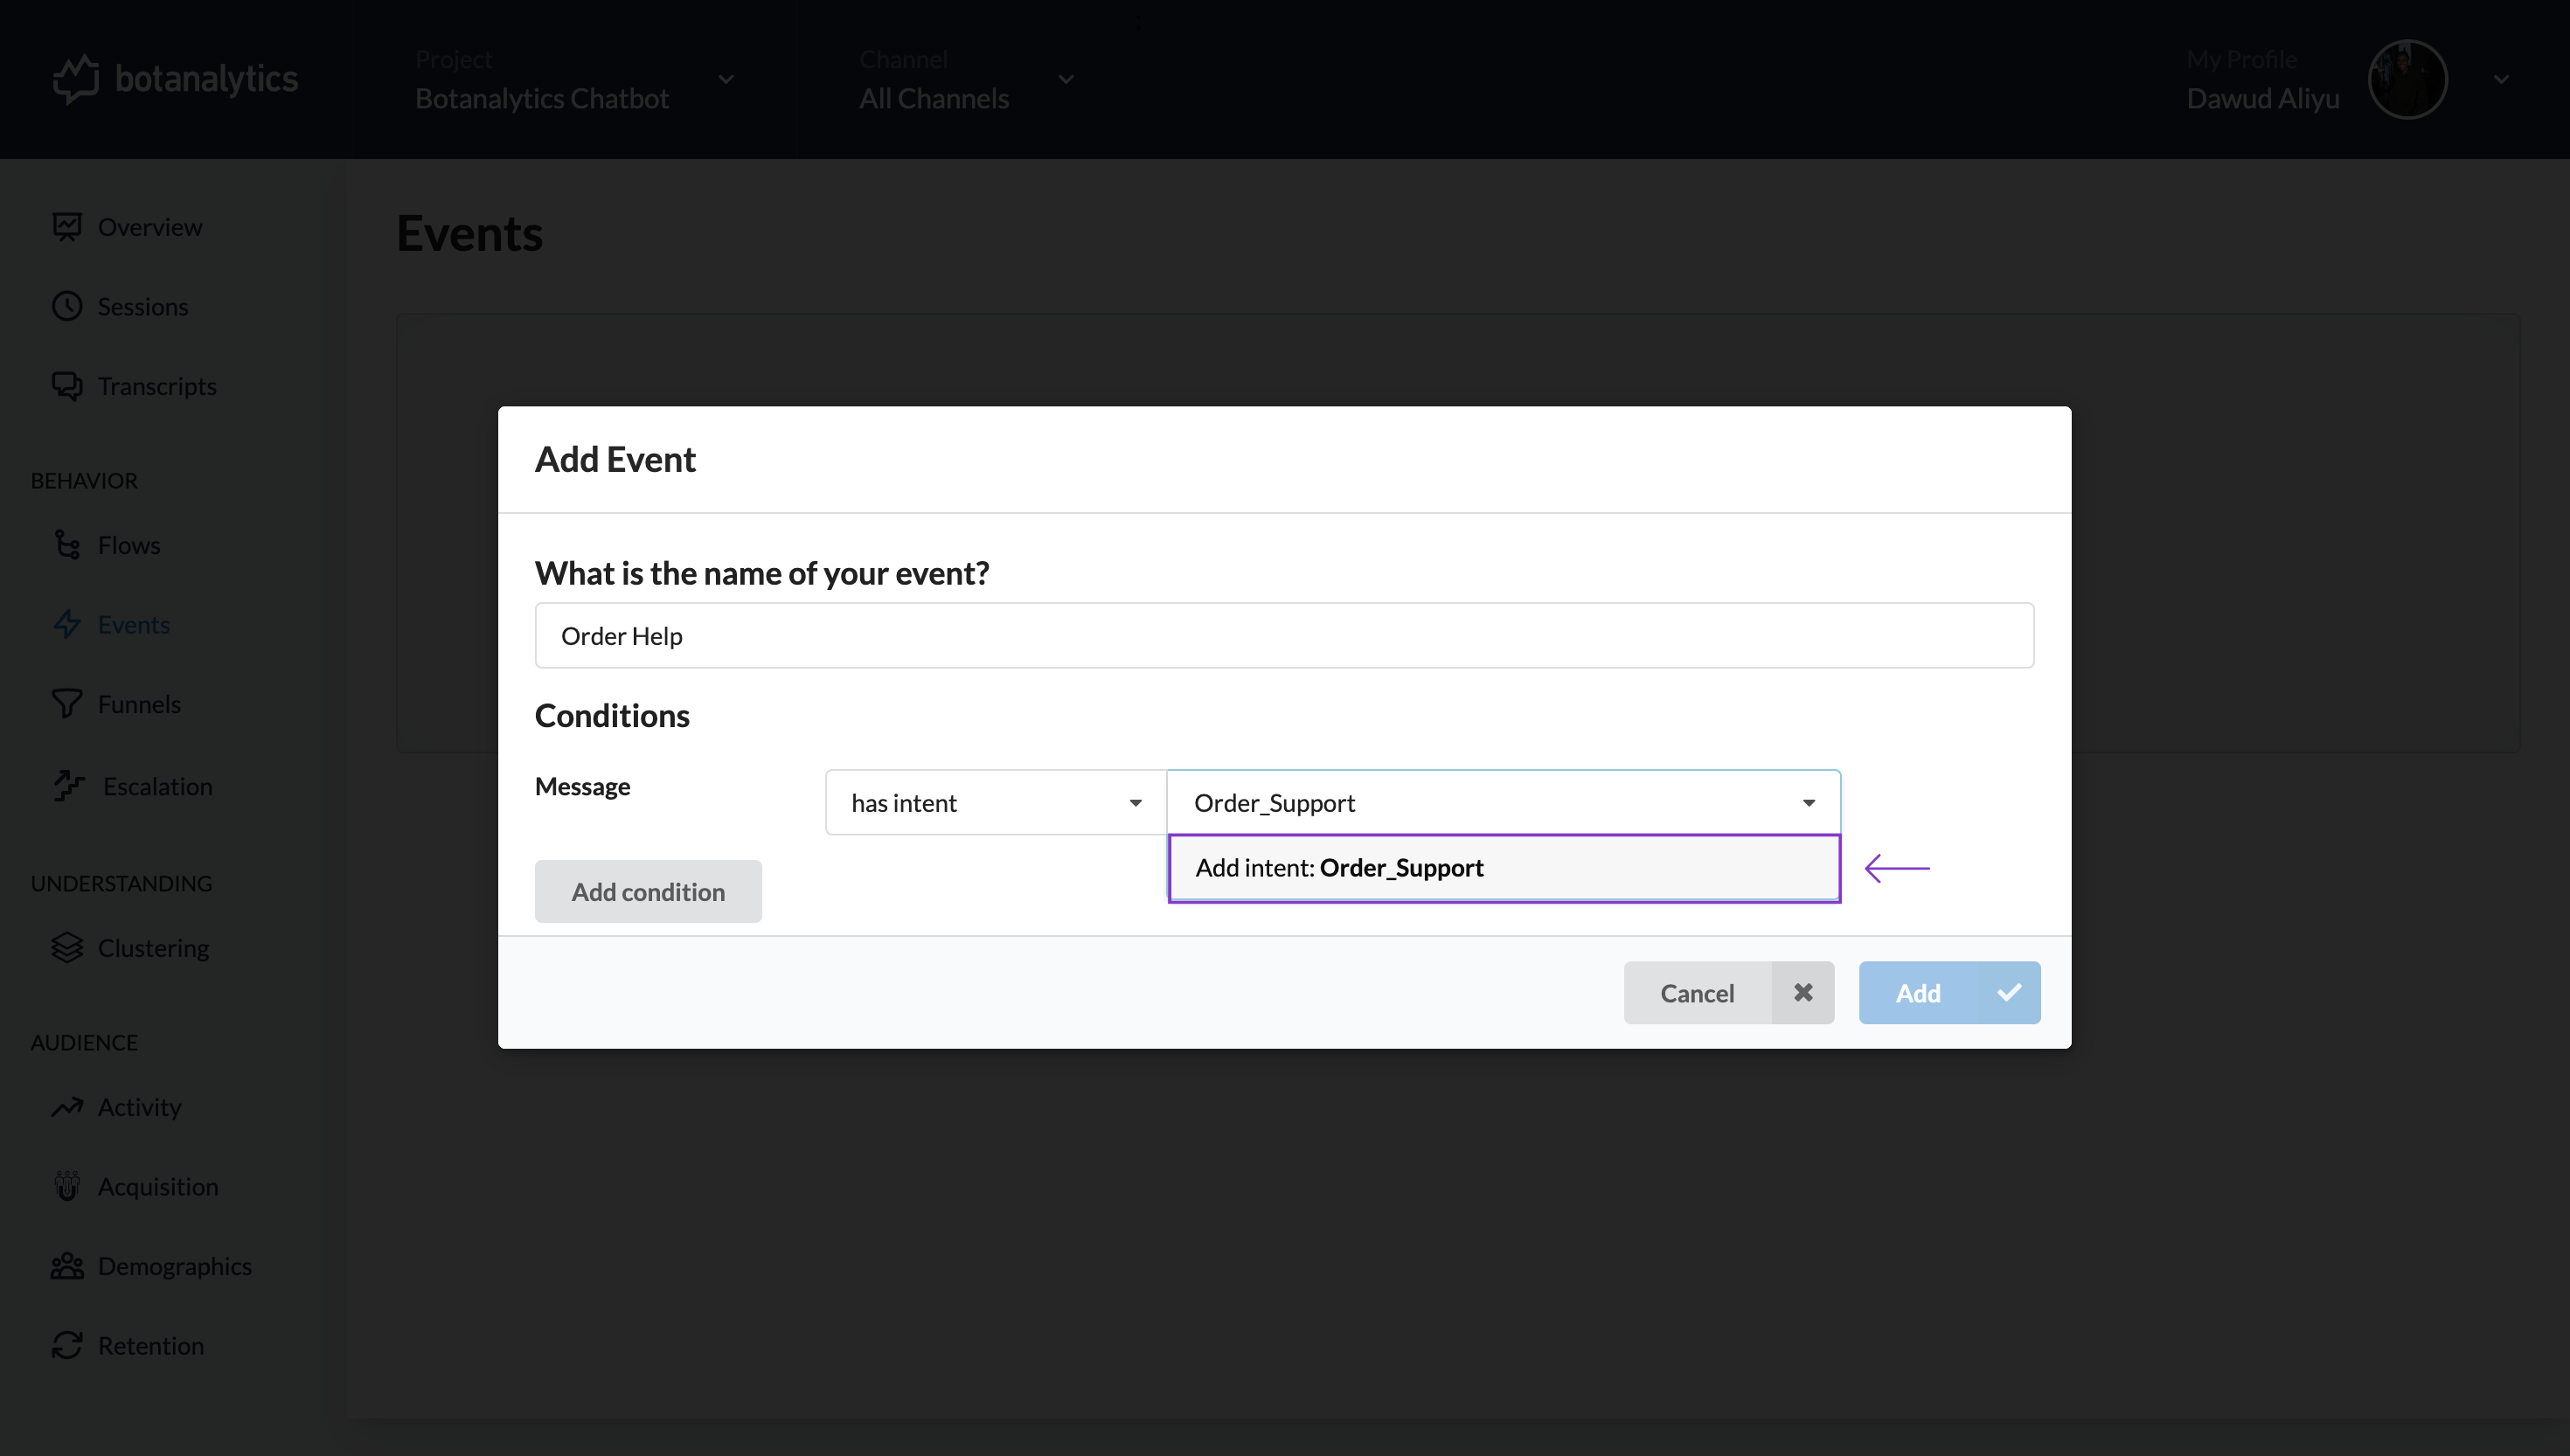 botanalytics
Project
Botanalytics Chatbot
Channel
All Channels
My Profile
Dawud Aliyu
Overview
Sessions
Transcripts
BEHAVIOR
Flows
Events
Funnels
Escalation
UNDERSTANDING
Clustering
AUDIENCE
Activity
Acquisition
Demographics
Retention
Events
Add Event
What is the name of your event?
Order Help
Conditions
Message
has intent
Order_Support
Add intent: Order_Support
Add condition
Cancel
Add